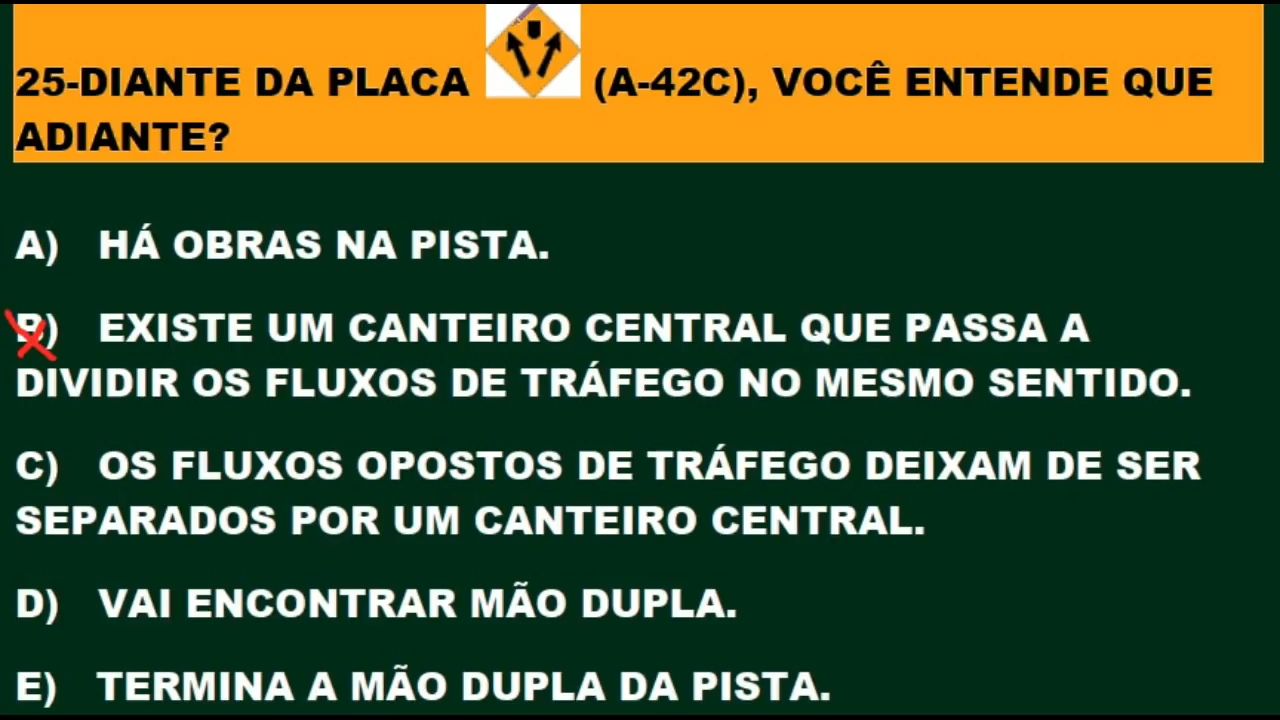 25-DIANTE DA PLACA (A-42C), VOCÊ ENTENDE QUE
ADIANTE?
A) HÁ OBRAS NA PISTA.
B) EXISTE UM CANTEIRO CENTRAL QUE PASSA A
DIVIDIR OS FLUXOS DE TRÁFEGO NO MESMO SENTIDO.
C) OS FLUXOS OPOSTOS DE TRÁFEGO DEIXAM DE SER
SEPARADOS POR UM CANTEIRO CENTRAL.
D) VAI ENCONTRAR MÃO DUPLA.
E) TERMINA A MÃO DUPLA DA PISTA.